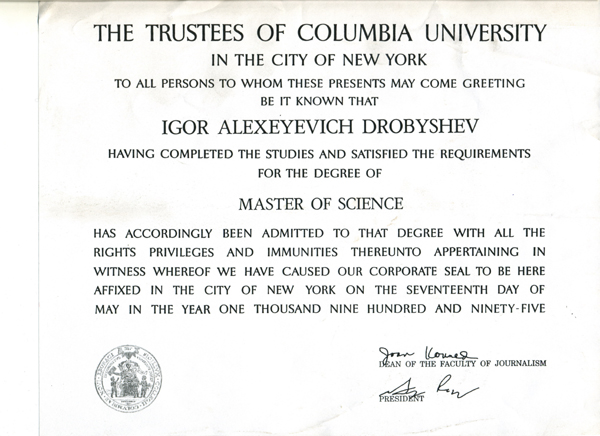 THE TRUSTEES OF COLUMBIA UNIVERSITY
IN THE CITY OF NEW YORK
TO ALL PERSONS TO WHOM THESE PRESENTS MAY COME GREETING
BE IT KNOWN THAT
IGOR ALEXEYEVICH DROBYSHEV
HAVING COMPLETED THE STUDIES AND SATISFIED THE REQUIREMENTS
FOR THE DEGREE OF
MASTER OF SCIENCE
HAS ACCORDINGLY BEEN ADMITTED TO THAT DEGREE WITH ALL THE
RIGHTS PRIVILEGES AND IMMUNITIES THEREUNTO APPERTAINING IN
WITNESS WHEREOF WE HAVE CAUSED OUR CORPORATE SEAL TO BE HERE
AFFIXED IN THE CITY OF NEW YORK ON THE SEVENTEENTH DAY OF
MAY IN THE YEAR ONE THOUSAND NINE HUNDRED AND NINETY-FIVE
Joan Konner
DEAN OF THE FACULTY OF JOURNALISM
PRESIDENT